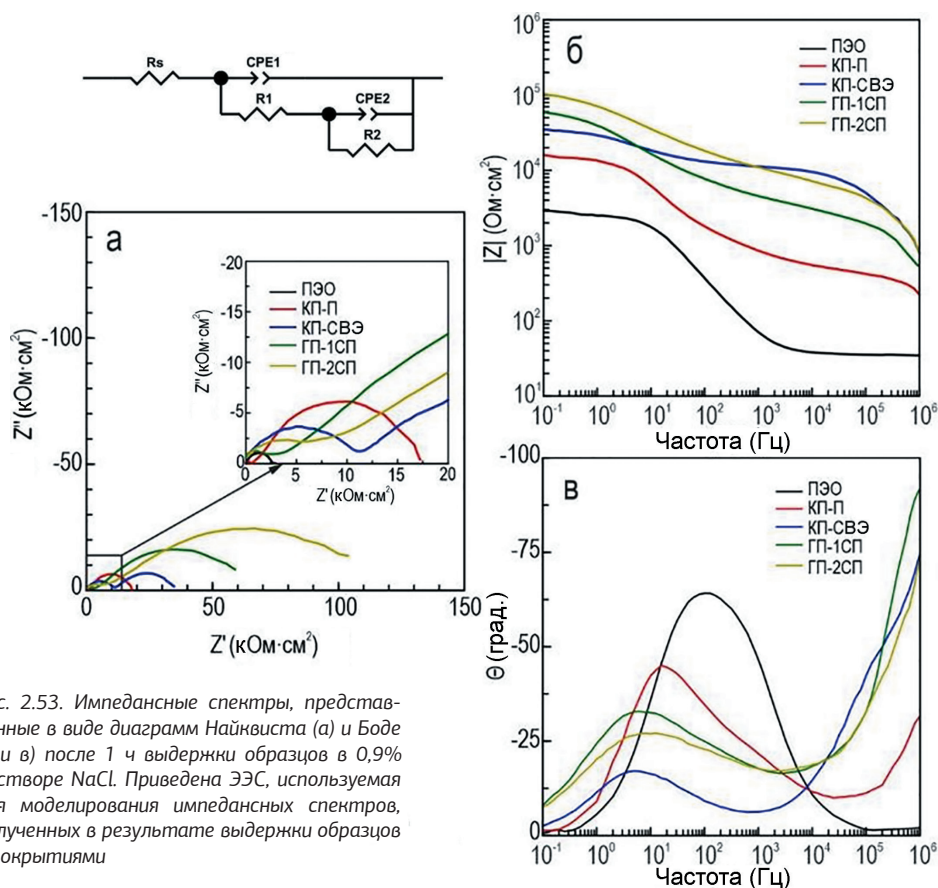 Rs
CPE1
R1
CPE2
R2
а
-150
-100
-50
0
0
50
100
150
Z''(кОм·см²)
Z'(кОм·см²)
-20
-15
-10
-5
0
0
5
10
15
20
Z''(кОм·см²)
Z'(кОм·см²)
ПЭО
КП-П
КП-СВЭ
ГП-1СП
ГП-2СП
б
10⁶
10⁵
10⁴
10³
10²
10¹
|Z| (Ом·см²)
ПЭО
КП-П
КП-СВЭ
ГП-1СП
ГП-2СП
10⁻¹ 10⁰ 10¹ 10² 10³ 10⁴ 10⁵ 10⁶
Частота (Гц)
в
-100
-75
-50
-25
0
Θ (град.)
ПЭО
КП-П
КП-СВЭ
ГП-1СП
ГП-2СП
10⁻¹ 10⁰ 10¹ 10² 10³ 10⁴ 10⁵ 10⁶
Частота (Гц)
с. 2.53. Импедансные спектры, представ-
нные в виде диаграмм Найквиста (а) и Боде
и в) после 1 ч выдержки образцов в 0,9%
створе NaCl. Приведена ЭЭС, используемая
я моделирования импедансных спектров,
лученных в результате выдержки образцов
окрытиями